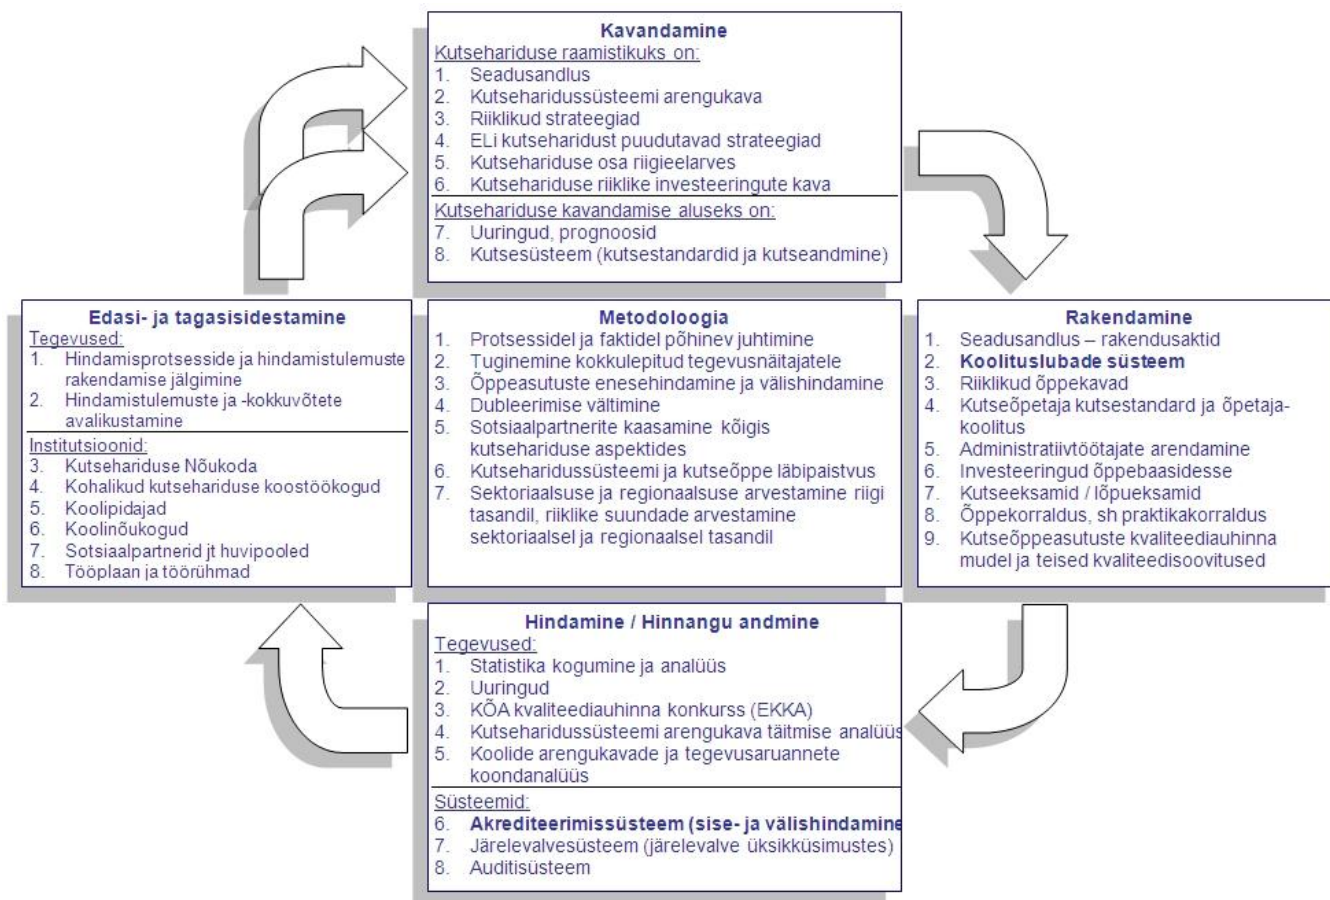 Kavandamine
Kutsehariduse raamistikuks on:
1. Seadusandlus
2. Kutseharidussüsteemi arengukava
3. Riiklikud strateegiad
4. ELi kutseharidust puudutavad strateegiad
5. Kutsehariduse osa riigieelarves
6. Kutsehariduse riiklike investeeringute kava
Kutsehariduse kavandamise aluseks on:
7. Uuringud, prognoosid
8. Kutsesüsteem (kutsestandardid ja kutseandmine)
Edasi- ja tagasisidestamine
Tegevused:
1. Hindamisprotsesside ja hindamistulemuste
rakendamise jälgimine
2. Hindamistulemuste ja -kokkuvõtete
avalikustamine
Institutsioonid:
3. Kutsehariduse Nõukoda
4. Kohalikud kutsehariduse koostöökogud
5. Koolipidajad
6. Koolinõukogud
7. Sotsiaalpartnerid jt huvipooled
8. Tööplaan ja töörühmad
Metodoloogia
1. Protsessidel ja faktidel põhinev juhtimine
2. Tuginemine kokkulepitud tegevusnäitajatele
3. Õppeasutuste enesehindamine ja välishindamine
4. Dubleerimise vältimine
5. Sotsiaalpartnerite kaasamine kõigis
kutsehariduse aspektides
6. Kutseharidussüsteemi ja kutseõppe läbipaistvus
7. Sektoriaalsuse ja regionaalsuse arvestamine riigi
tasandil, riiklike suundade arvestamine
sektoriaalsel ja regionaalsel tasandil
Rakendamine
1. Seadusandlus – rakendusaktid
2. Koolituslubade süsteem
3. Riiklikud õppekavad
4. Kutseõpetaja kutsestandard ja õpetaja-
koolitus
5. Administratiivtöötajate arendamine
6. Investeeringud õppebaasidesse
7. Kutseeksamid / lõpueksamid
8. Õppekorraldus, sh praktikakorraldus
9. Kutseõppeasutuste kvaliteediauhinna
mudel ja teised kvaliteedisoovitused
Hindamine / Hinnangu andmine
Tegevused:
1. Statistika kogumine ja analüüs
2. Uuringud
3. KÕA kvaliteediauhinna konkurss (EKKA)
4. Kutseharidussüsteemi arengukava täitmise analüüs
5. Koolide arengukavade ja tegevusaruannete
koondanalüüs
Süsteemid:
6. Akrediteerimissüsteem (sise- ja välishindamine
7. Järelevalvesüsteem (järelevalve üksikküsimustes)
8. Auditisüsteem